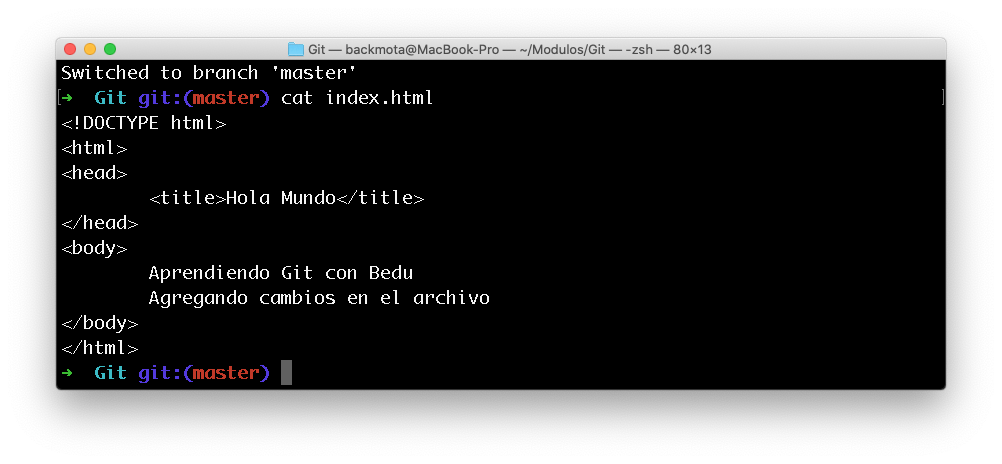 Git — backmota@MacBook-Pro — ~/Modulos/Git — -zsh — 80×13
Switched to branch 'master'
[➜  Git git:(master) cat index.html ]
<!DOCTYPE html>
<html>
<head>
        <title>Hola Mundo</title>
</head>
<body>
        Aprendiendo Git con Bedu
        Agregando cambios en el archivo
</body>
</html>
➜  Git git:(master)